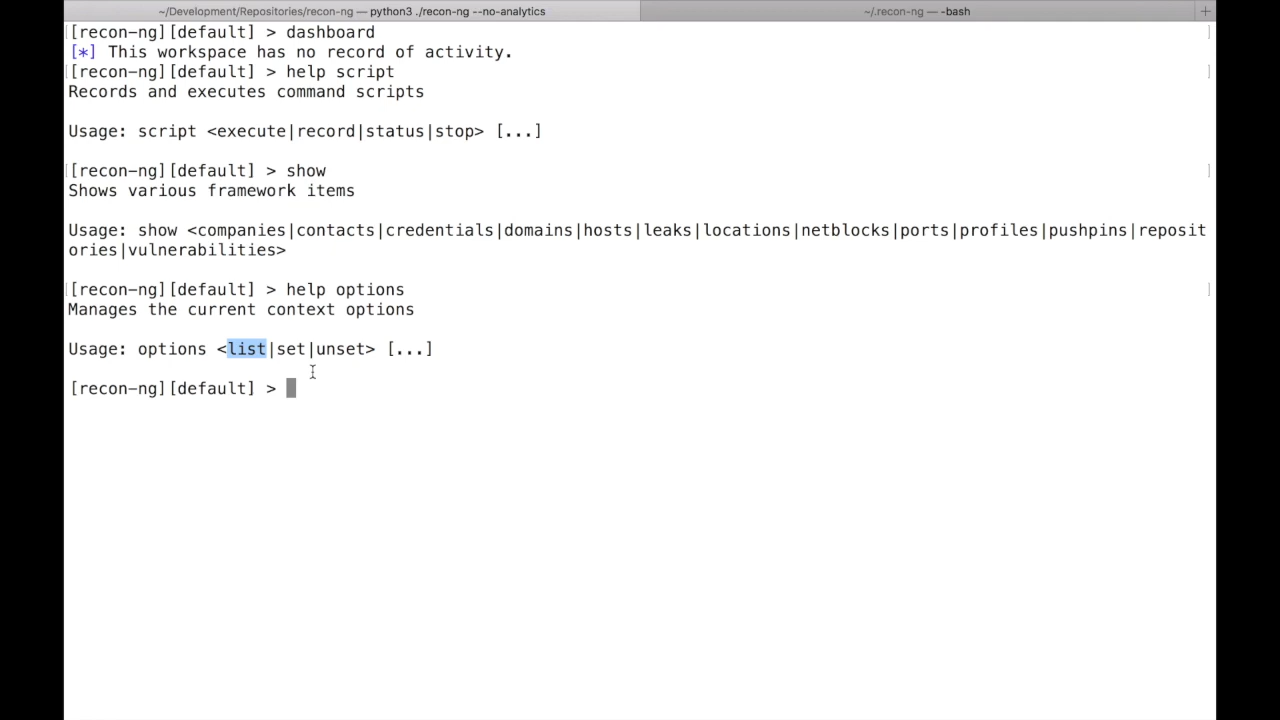 ~/Development/Repositories/recon-ng — python3 ./recon-ng --no-analytics
~/.recon-ng — -bash
+
[recon-ng][default] > dashboard
[*] This workspace has no record of activity.
[recon-ng][default] > help script
Records and executes command scripts
Usage: script <execute|record|status|stop> [...]
[recon-ng][default] > show
Shows various framework items
Usage: show <companies|contacts|credentials|domains|hosts|leaks|locations|netblocks|ports|profiles|pushpins|reposit
ories|vulnerabilities>
[recon-ng][default] > help options
Manages the current context options
Usage: options <list|set|unset> [...]
[recon-ng][default] >